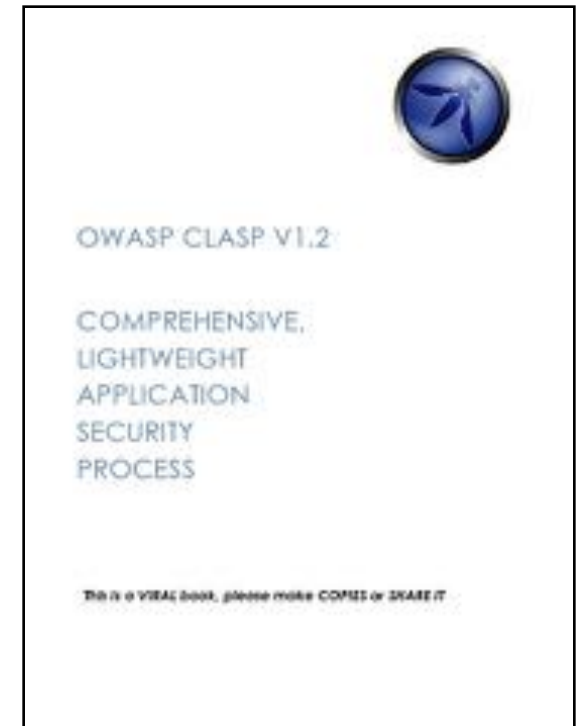 OWASP CLASP V1.2
COMPREHENSIVE,
LIGHTWEIGHT
APPLICATION
SECURITY
PROCESS
This is a VIRAL book, please make COPIES or SHARE IT